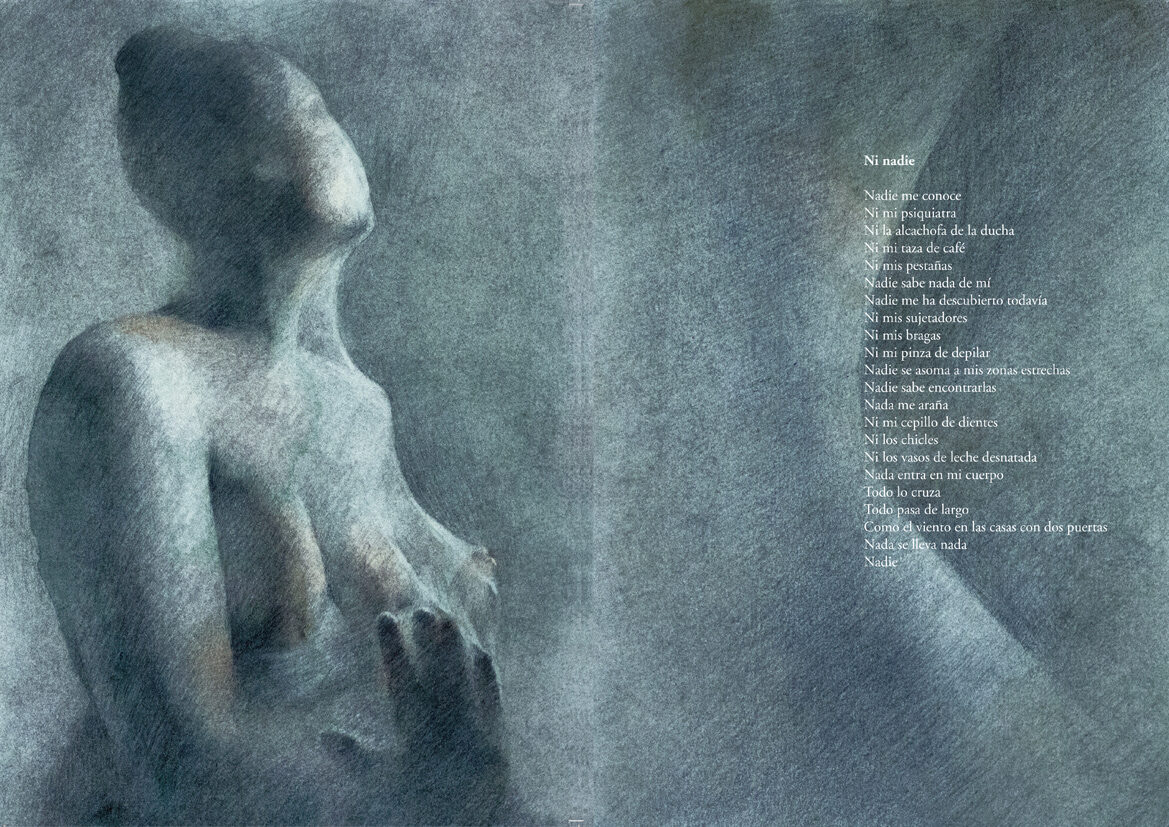 Ni nadie
Nadie me conoce
Ni mi psiquiatra
Ni la alcachofa de la ducha
Ni mi taza de café
Ni mis pestañas
Nadie sabe nada de mí
Nadie me ha descubierto todavía
Ni mis sujetadores
Ni mis bragas
Ni mi pinza de depilar
Nadie se asoma a mis zonas estrechas
Nadie sabe encontrarlas
Nada me araña
Ni mi cepillo de dientes
Ni los chicles
Ni los vasos de leche desnatada
Nada entra en mi cuerpo
Todo lo cruza
Todo pasa de largo
Como el viento en las casas con dos puertas
Nada se lleva nada
Nadie